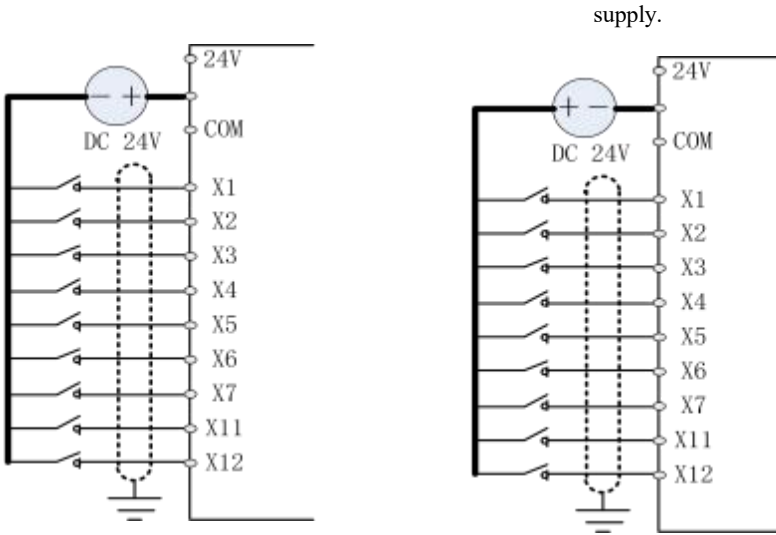 supply.
24V
− +
COM
DC 24V
X1
X2
X3
X4
X5
X6
X7
X11
X12
24V
+ −
COM
DC 24V
X1
X2
X3
X4
X5
X6
X7
X11
X12